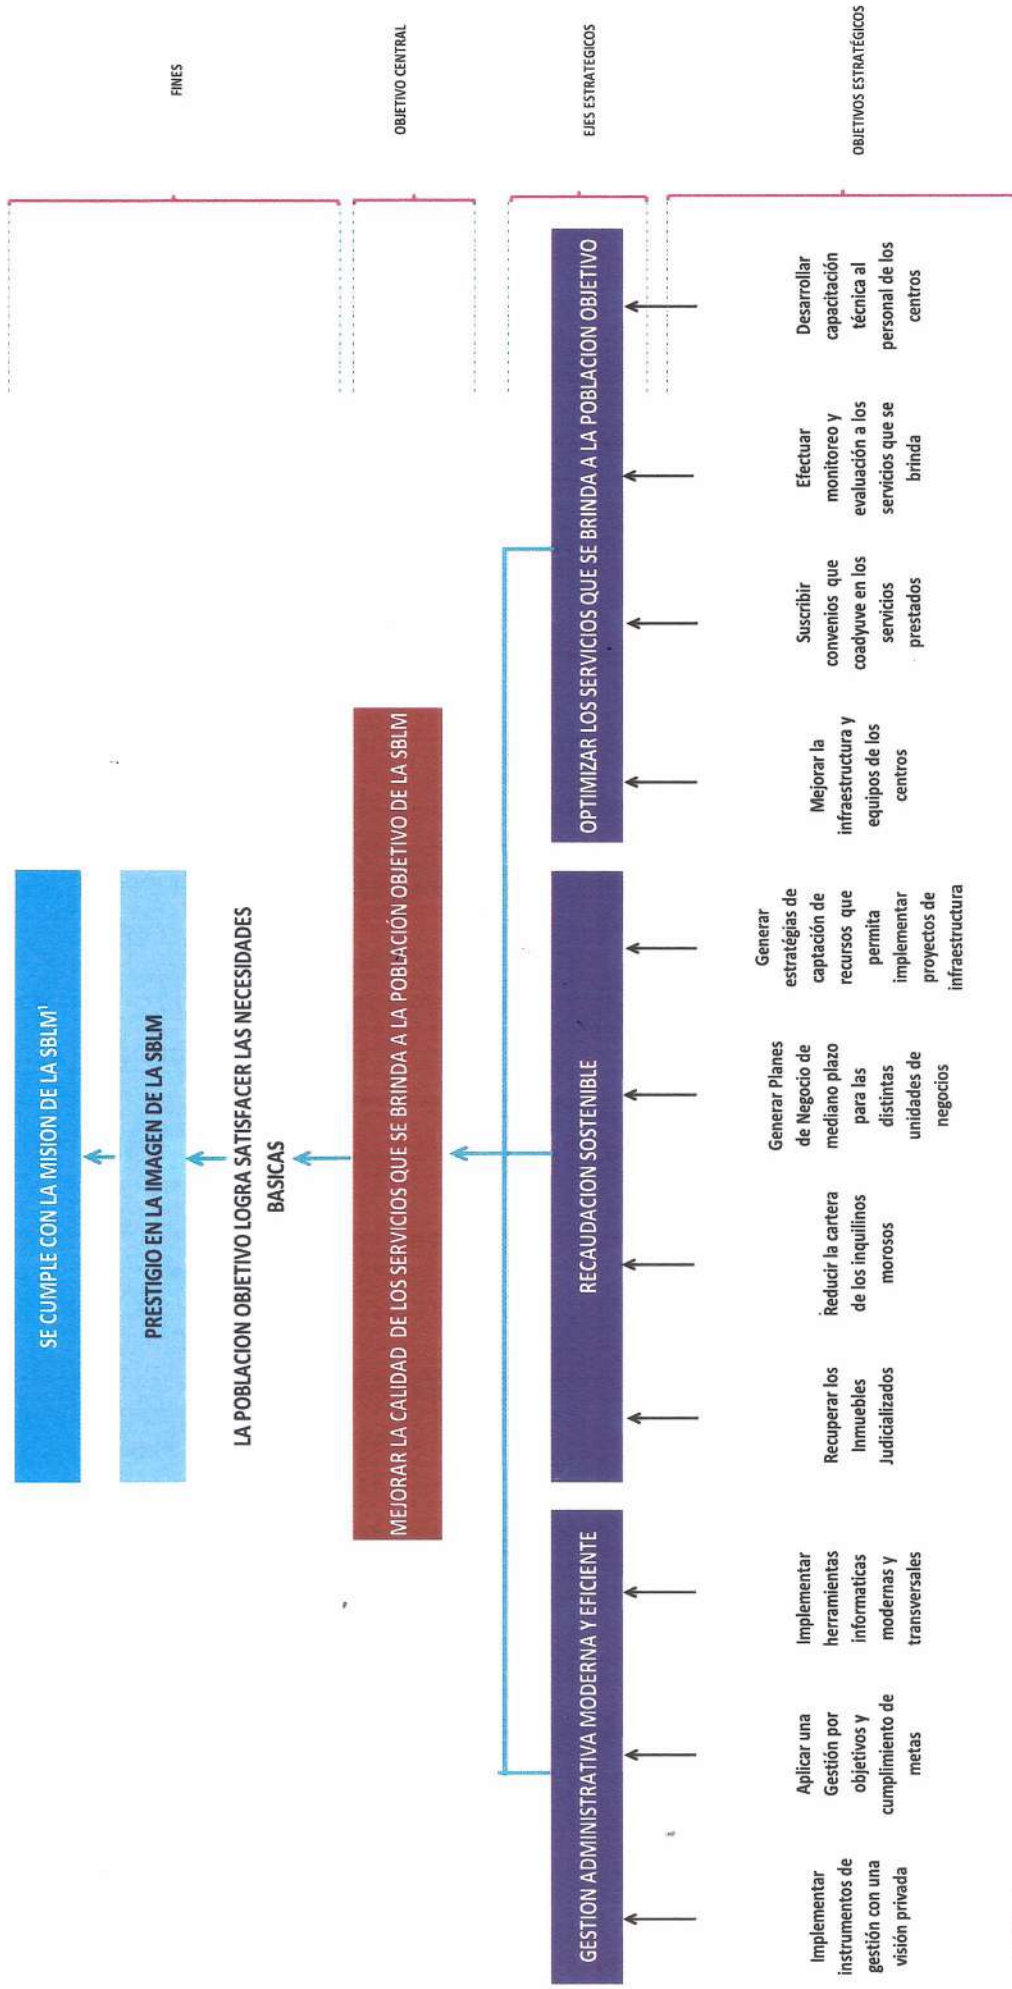 SE CUMPLE CON LA MISION DE LA SBLM¹
PRESTIGIO EN LA IMAGEN DE LA SBLM
LA POBLACION OBJETIVO LOGRA SATISFACER LAS NECESIDADES
BASICAS
FINES
MEJORAR LA CALIDAD DE LOS SERVICIOS QUE SE BRINDA A LA POBLACIÓN OBJETIVO DE LA SBLM
OBJETIVO CENTRAL
GESTION ADMINISTRATIVA MODERNA Y EFICIENTE
RECAUDACION SOSTENIBLE
OPTIMIZAR LOS SERVICIOS QUE SE BRINDA A LA POBLACION OBJETIVO
EJES ESTRATEGICOS
Implementar
instrumentos de
gestión con una
visión privada
Aplicar una
Gestión por
objetivos y
cumplimiento de
metas
Implementar
herramientas
informaticas
modernas y
transversales
Recuperar los
Inmuebles
Judicializados
Reducir la cartera
de los inquilinos
morosos
Generar Planes
de Negocio de
mediano plazo
para las
distintas
unidades de
negocios
Generar
estratégias de
captación de
recursos que
permita
implementar
proyectos de
infraestructura
Mejorar la
infraestructura y
equipos de los
centros
Suscribir
convenios que
coadyuve en los
servicios
prestados
Efectuar
monitoreo y
evaluación a los
servicios que se
brinda
Desarrollar
capacitación
técnica al
personal de los
centros
OBJETIVOS ESTRATÉGICOS